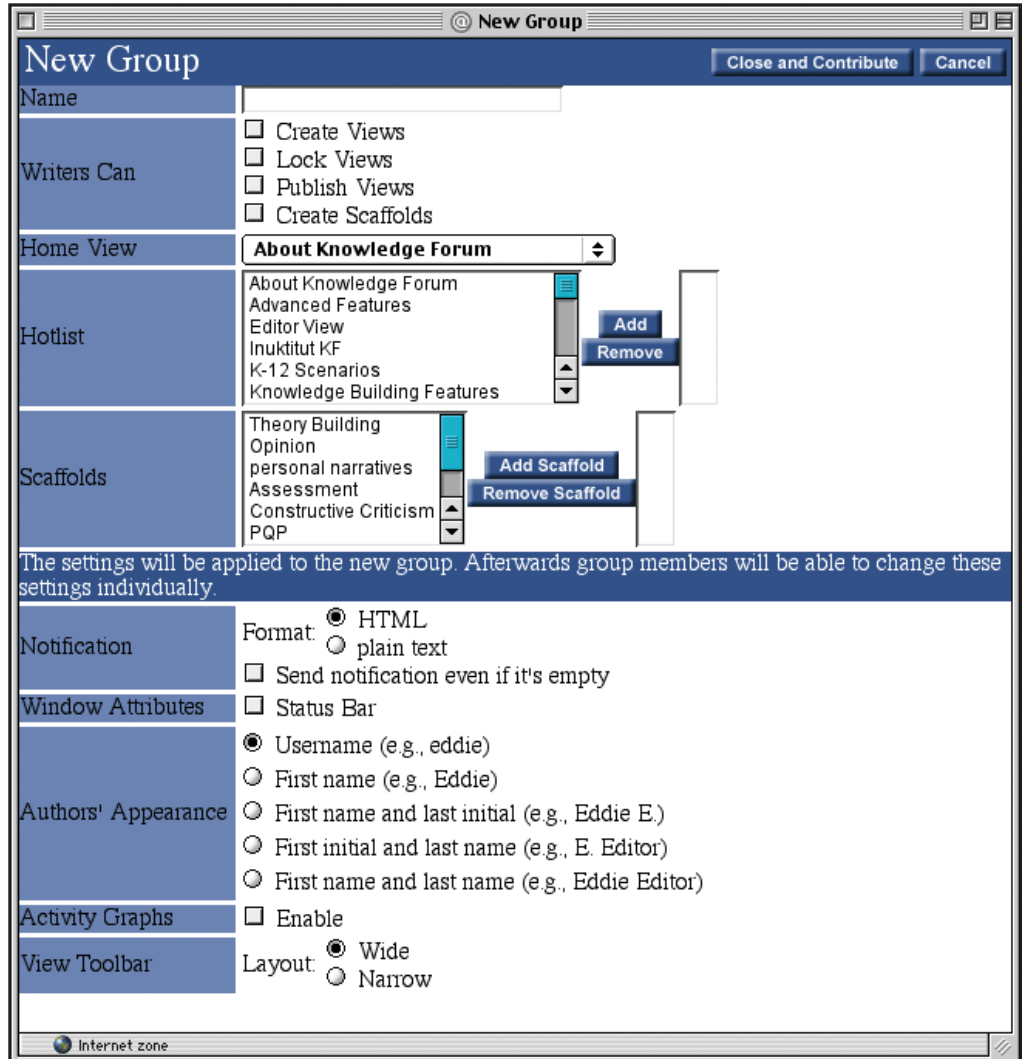 New Group
New Group
Close and Contribute Cancel
Name
Writers Can
Create Views
Lock Views
Publish Views
Create Scaffolds
Home View
About Knowledge Forum
Hotlist
About Knowledge Forum
Advanced Features
Editor View
Inuktitut KF
K-12 Scenarios
Knowledge Building Features
Add
Remove
Scaffolds
Theory Building
Opinion
personal narratives
Assessment
Constructive Criticism
PQP
Add Scaffold
Remove Scaffold
The settings will be applied to the new group. Afterwards group members will be able to change these
settings individually.
Notification
Format:
HTML
plain text
Send notification even if it's empty
Window Attributes
Status Bar
Authors' Appearance
Username (e.g., eddie)
First name (e.g., Eddie)
First name and last initial (e.g., Eddie E.)
First initial and last name (e.g., E. Editor)
First name and last name (e.g., Eddie Editor)
Activity Graphs
Enable
View Toolbar
Layout:
Wide
Narrow
Internet zone